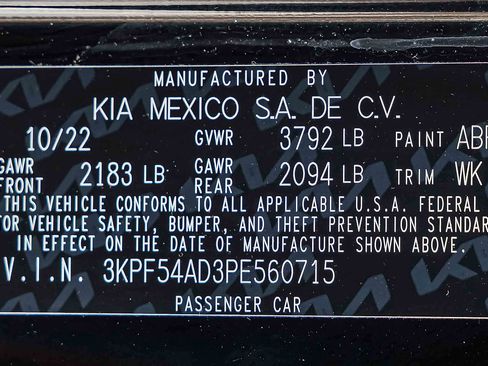 MANUFACTURED BY
KIA MEXICO S.A. DE C.V.
10/22 GVWR 3792 LB PAINT
GAWR FRONT 2183 LB GAWR REAR 2094 LB TRIM WK
THIS VEHICLE CONFORMS TO ALL APPLICABLE U.S.A. FEDERAL
VEHICLE SAFETY, BUMPER, AND THEFT PREVENTION
IN EFFECT ON THE DATE OF MANUFACTURE SHOWN ABOVE.
V.I.N. 3KPF54AD3PE560715
PASSENGER CAR